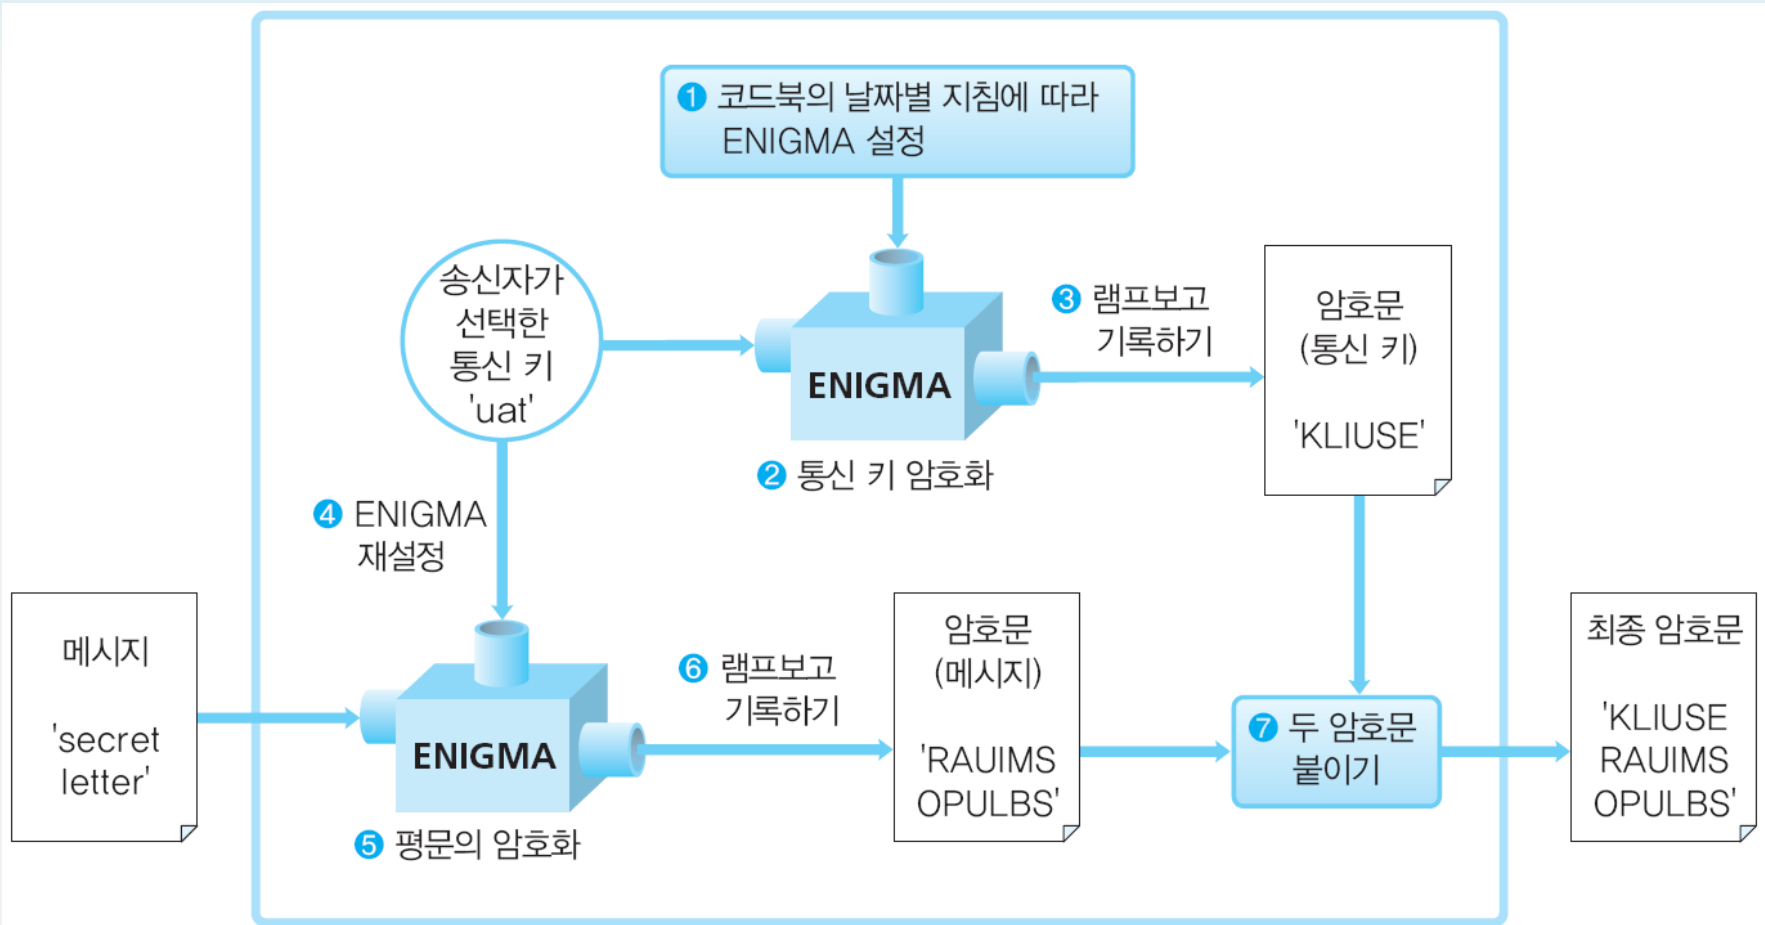 ❶ 코드북의 날짜별 지침에 따라
ENIGMA 설정
송신자가
선택한
통신 키
'uat'
ENIGMA
❷ 통신 키 암호화
❸ 램프보고
기록하기
암호문
(통신 키)
'KLIUSE'
❹ ENIGMA
재설정
메시지
'secret
letter'
ENIGMA
❺ 평문의 암호화
❻ 램프보고
기록하기
암호문
(메시지)
'RAUIMS
OPULBS'
❼ 두 암호문
붙이기
최종 암호문
'KLIUSE
RAUIMS
OPULBS'